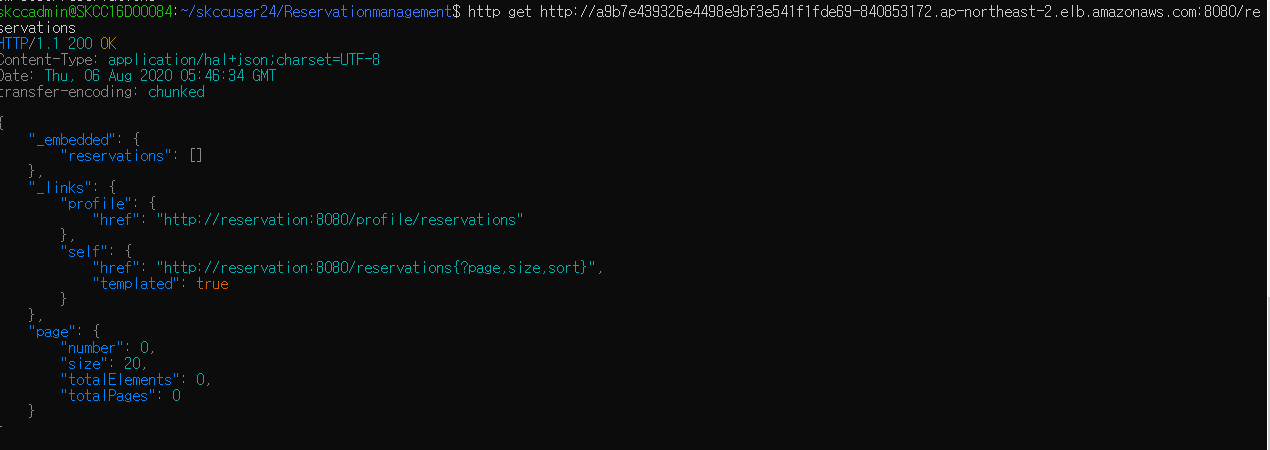 skccadmin@SKCC16D00084:~/skccuser24/Reservationmanagement$ http get http://a9b7e439326e4498e9bf3e541f1fde69-840853172.ap-northeast-2.elb.amazonaws.com:8080/re
servations
HTTP/1.1 200 OK
Content-Type: application/hal+json;charset=UTF-8
Date: Thu, 06 Aug 2020 05:46:34 GMT
transfer-encoding: chunked
{
    "_embedded": {
        "reservations": []
    },
    "_links": {
        "profile": {
            "href": "http://reservation:8080/profile/reservations"
        },
        "self": {
            "href": "http://reservation:8080/reservations{?page,size,sort}",
            "templated": true
        }
    },
    "page": {
        "number": 0,
        "size": 20,
        "totalElements": 0,
        "totalPages": 0
    }